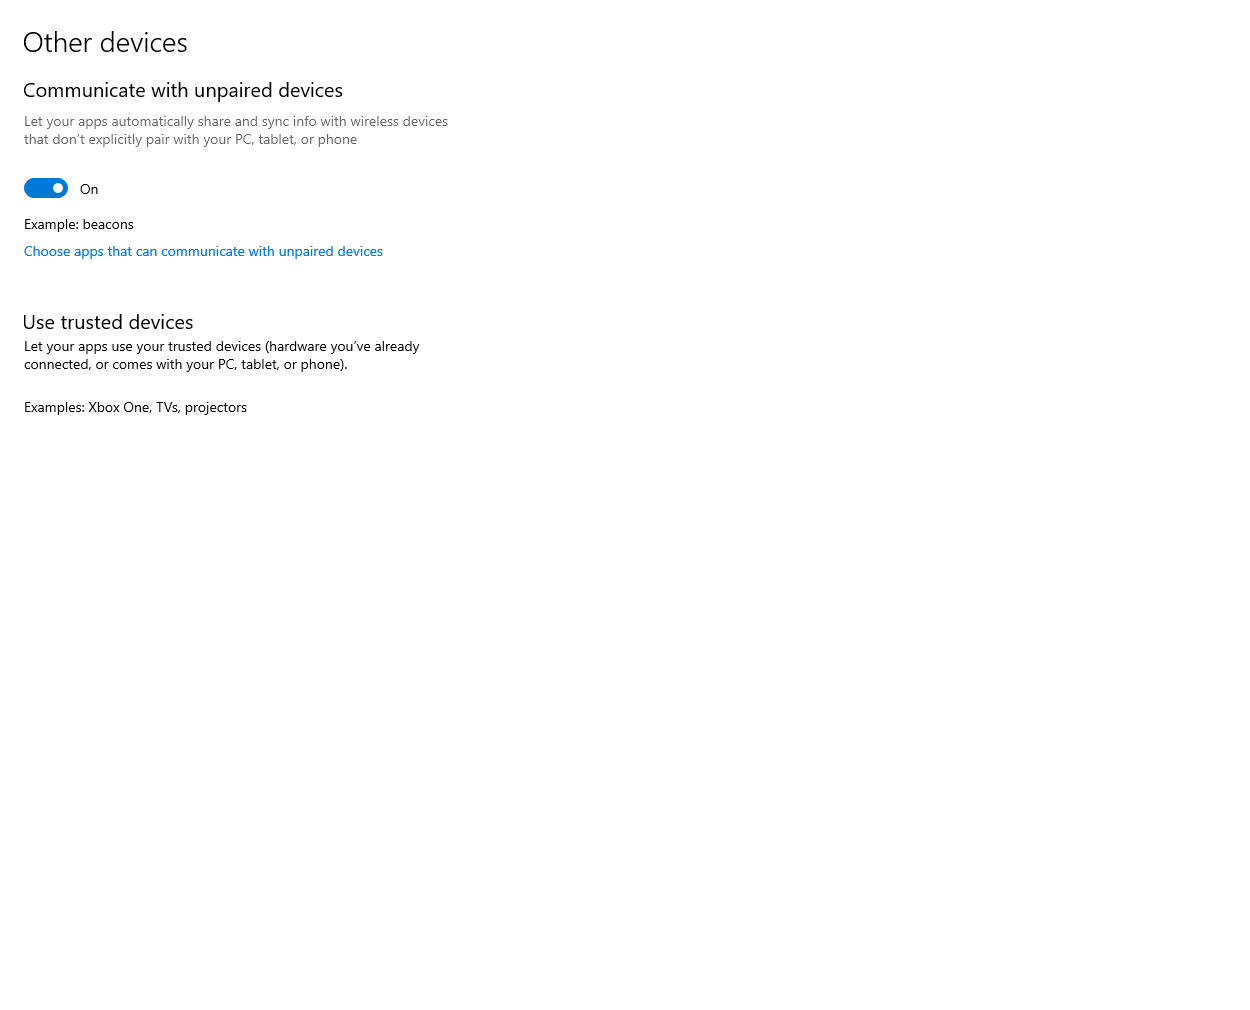 Other devices
Communicate with unpaired devices
Let your apps automatically share and sync info with wireless devices
that don't explicitly pair with your PC, tablet, or phone
On
Example: beacons
Choose apps that can communicate with unpaired devices
Use trusted devices
Let your apps use your trusted devices (hardware you've already
connected, or comes with your PC, tablet, or phone).
Examples: Xbox One, TVs, projectors